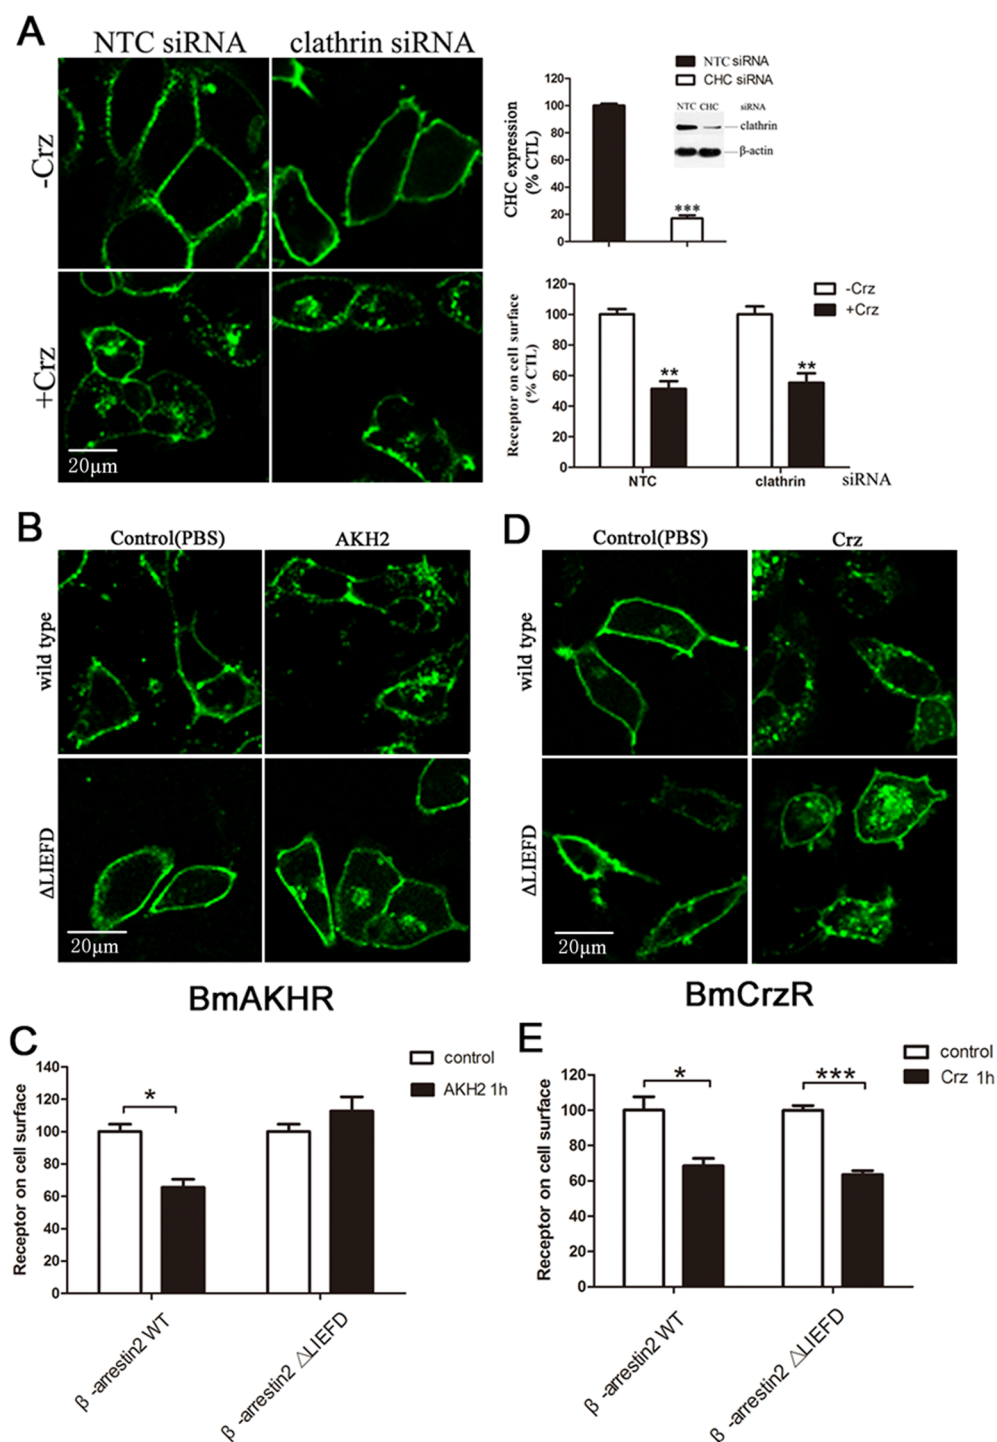 A
NTC siRNA
clathrin siRNA
-Crz
+Crz
20μm
NTC siRNA
CHC siRNA
CHC expression
(% CTL)
120
100
80
60
40
20
0
***
NTC CHC siRNA
clathrin
β-actin
-Crz
+Crz
Receptor on cell surface
(% CTL)
120
100
80
60
40
20
0
**
**
NTC
clathrin
siRNA
B
Control(PBS)
AKH2
wild type
ΔLIEFD
20μm
BmAKHR
D
Control(PBS)
Crz
wild type
ΔLIEFD
20μm
BmCrzR
C
control
AKH2 1h
Receptor on cell surface
140
120
100
80
60
40
20
0
*
β -arrestin2 WT
β -arrestin2 △LIEFD
E
control
Crz 1h
Receptor on cell surface
120
100
80
60
40
20
0
*
***
β -arrestin2 WT
β -arrestin2 △LIEFD